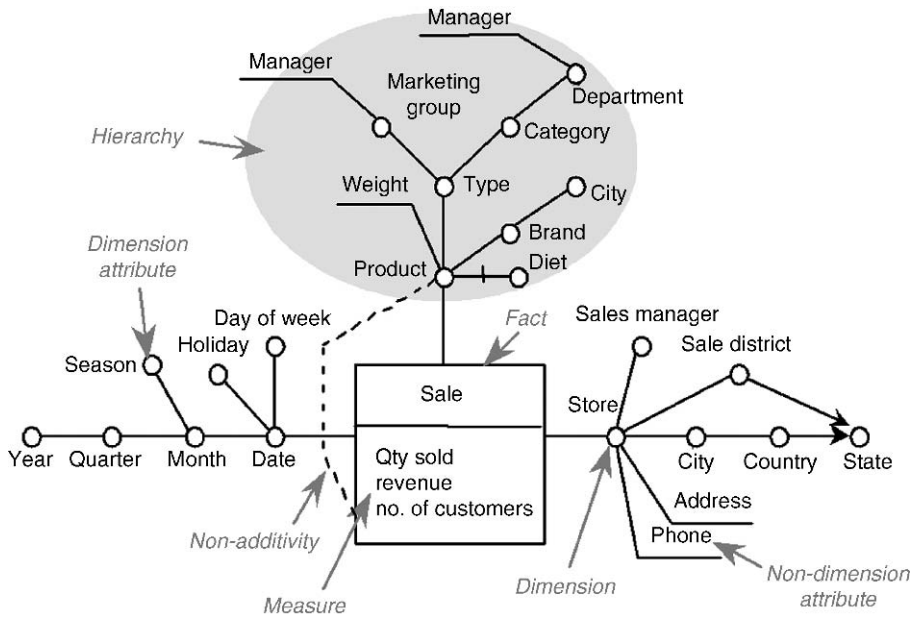 Manager
Manager
Marketing
group
Department
Hierarchy
Category
Weight
Type
City
Brand
Dimension
attribute
Product
Diet
Day of week
Holiday
Fact
Sales manager
Season
Sale district
Sale
Store
Year
Quarter
Month
Date
City
Country
State
Qty sold
revenue
no. of customers
Address
Phone
Non-additivity
Measure
Dimension
Non-dimension
attribute